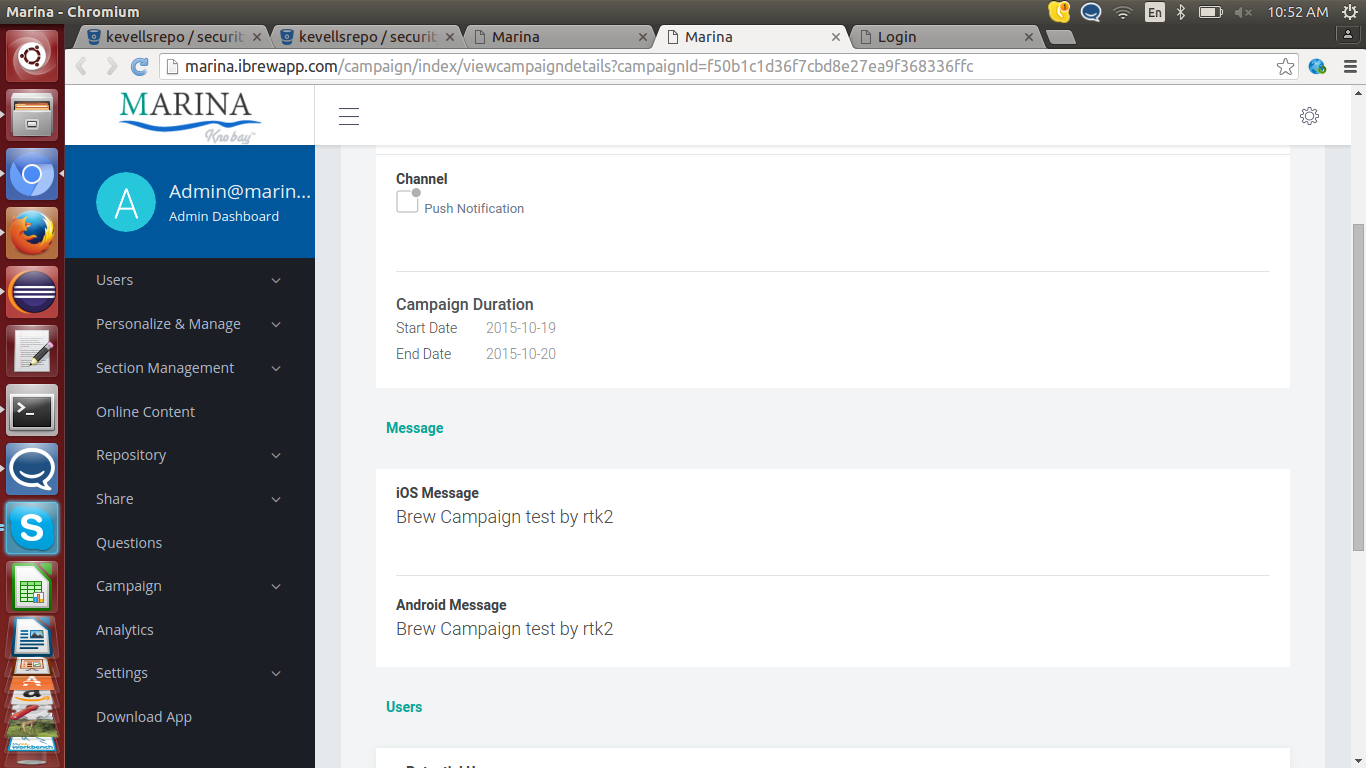 Marina - Chromium
En
10:52 AM
kevellsrepo / securit
kevellsrepo / securit
Marina
Marina
Login
marina.ibrewapp.com/campaign/index/viewcampaigndetails?campaignId=f50b1c1d36f7cbd8e27ea9f368336ffc
MARINA
Knobay™
A
Admin@marin...
Admin Dashboard
Users
Personalize & Manage
Section Management
Online Content
Repository
Share
Questions
Campaign
Analytics
Settings
Download App
Channel
Push Notification
Campaign Duration
Start Date 2015-10-19
End Date 2015-10-20
Message
iOS Message
Brew Campaign test by rtk2
Android Message
Brew Campaign test by rtk2
Users